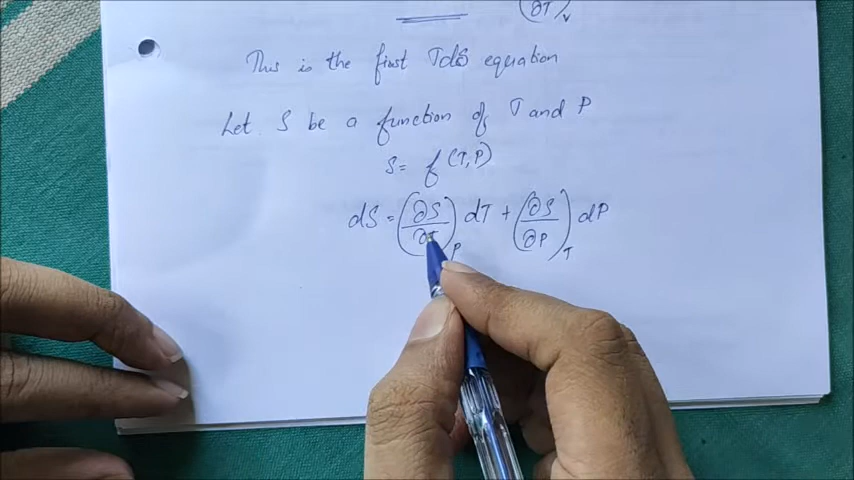 (∂T)v
This is the first TdS equation
Let S be a function of T and P
S = f(T,P)
dS = (∂S/∂T)P dT + (∂S/∂P)T dP